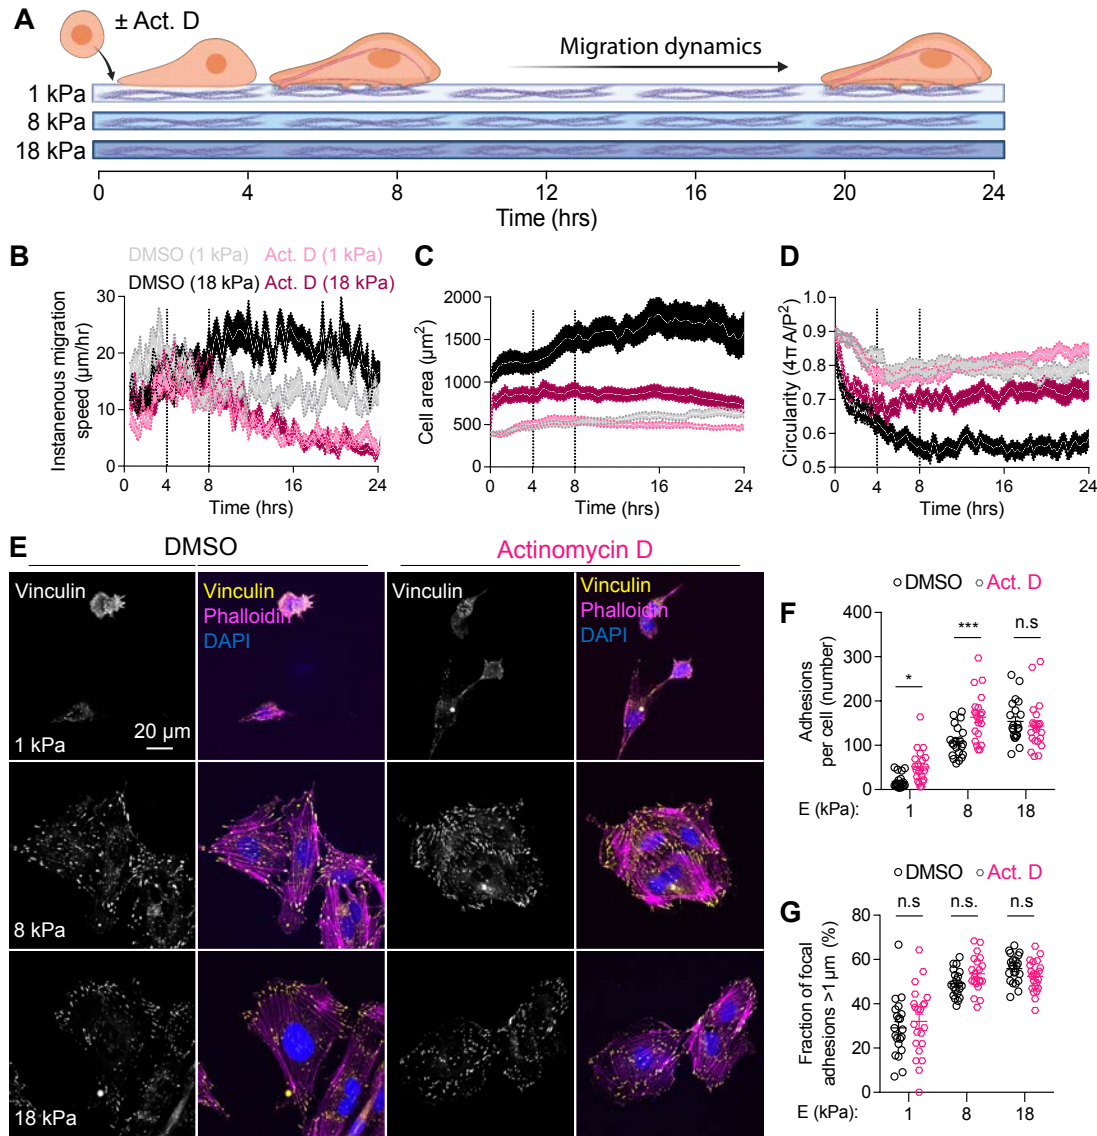 A
± Act. D
Migration dynamics
1 kPa
8 kPa
18 kPa
0 4 8 12 16 20 24
Time (hrs)
B
DMSO (1 kPa) Act. D (1 kPa)
DMSO (18 kPa) Act. D (18 kPa)
Instanenous migration
speed (µm/hr)
30
20
10
0
0 4 8 16 24
Time (hrs)
C
Cell area (µm²)
2000
1500
1000
500
0
0 4 8 16 24
Time (hrs)
D
Circularity (4π A/P²)
1.0
0.9
0.8
0.7
0.6
0.5
0 4 8 16 24
Time (hrs)
E
DMSO
Actinomycin D
Vinculin
Vinculin
Phalloidin
DAPI
Vinculin
Vinculin
Phalloidin
DAPI
20 µm
1 kPa
8 kPa
18 kPa
F
DMSO Act. D
Adhesions
per cell (number)
400
300
200
100
0
* *** n.s
E (kPa): 1 8 18
G
DMSO Act. D
n.s n.s. n.s
Fraction of focal
adhesions >1 µm (%)
80
60
40
20
0
E (kPa): 1 8 18